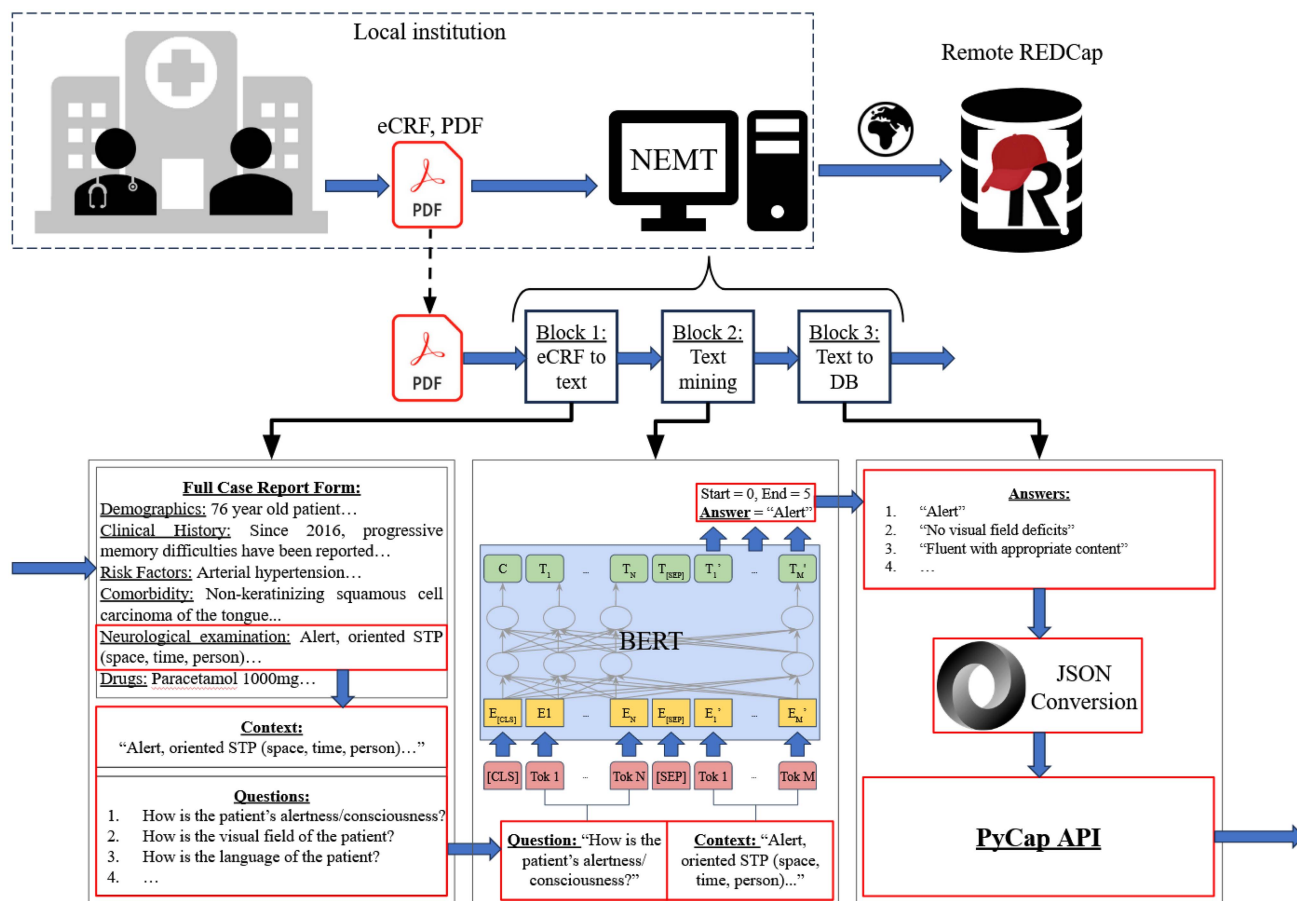 Local institution
Remote REDCap
eCRF, PDF
NEMT
PDF
R
PDF
Block 1:
eCRF to
text
Block 2:
Text
mining
Block 3:
Text to
DB
Full Case Report Form:
Demographics: 76 year old patient…
Clinical History: Since 2016, progressive
memory difficulties have been reported…
Risk Factors: Arterial hypertension…
Comorbidity: Non-keratinizing squamous cell
carcinoma of the tongue...
Neurological examination: Alert, oriented STP
(space, time, person)…
Drugs: Paracetamol 1000mg…
Context:
“Alert, oriented STP (space, time, person)…”
Questions:
1. How is the patient’s alertness/consciousness?
2. How is the visual field of the patient?
3. How is the language of the patient?
4. …
Start = 0, End = 5
Answer = “Alert”
C T1 ... TN T[SEP] T1’ ... TM’
BERT
E[CLS] E1 ... EN E[SEP] E1’ ... EM’
[CLS] Tok 1 ... Tok N [SEP] Tok 1 ... Tok M
Question: “How is the
patient’s alertness/
consciousness?”
Context: “Alert,
oriented STP (space,
time, person)...”
Answers:
1. “Alert”
2. “No visual field deficits”
3. “Fluent with appropriate content”
4. …
JSON
Conversion
PyCap API